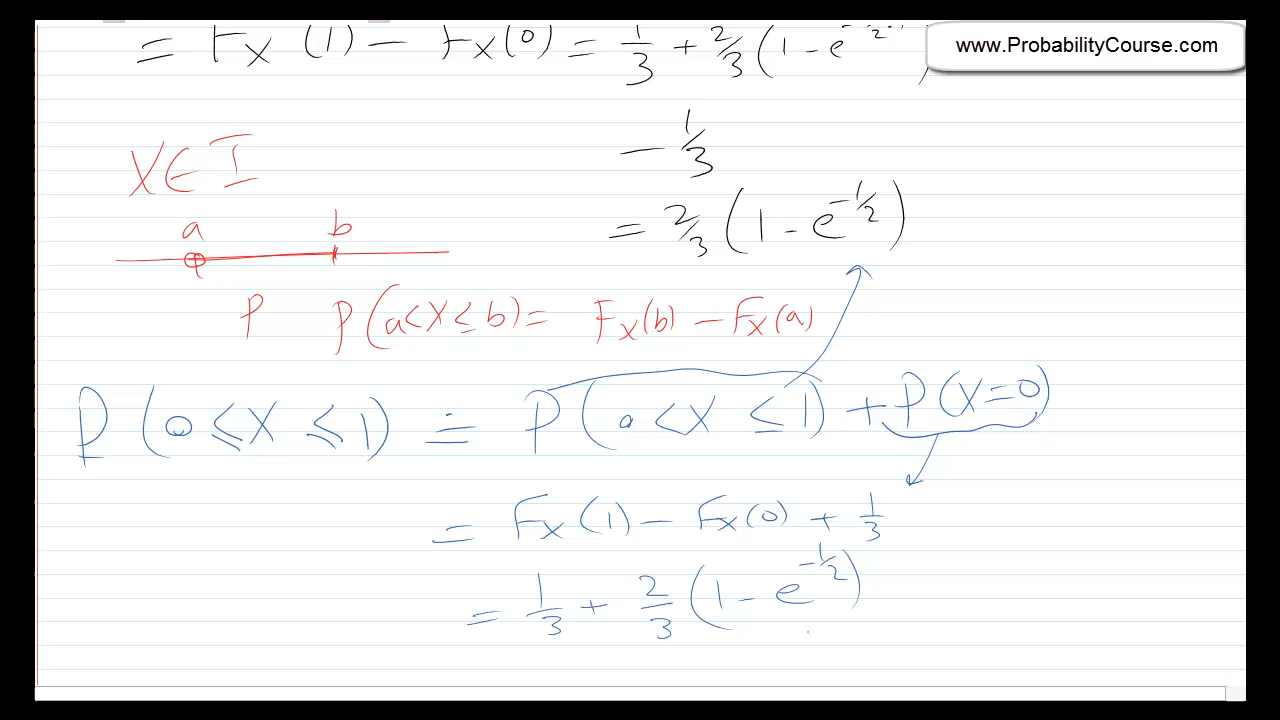 www.ProbabilityCourse.com
= Fx (1) - Fx(0) = 1/3 + 2/3 (1 - e^-1/2)
- 1/3
X ∈ I
= 2/3 (1 - e^-1/2)
a b
P P(a<X≤b) = Fx(b) - Fx(a)
P (0 ≤ X ≤ 1) = P(0 < X ≤ 1) + P(X=0)
= Fx (1) - Fx(0) + 1/3
= 1/3 + 2/3 (1 - e^-1/2)